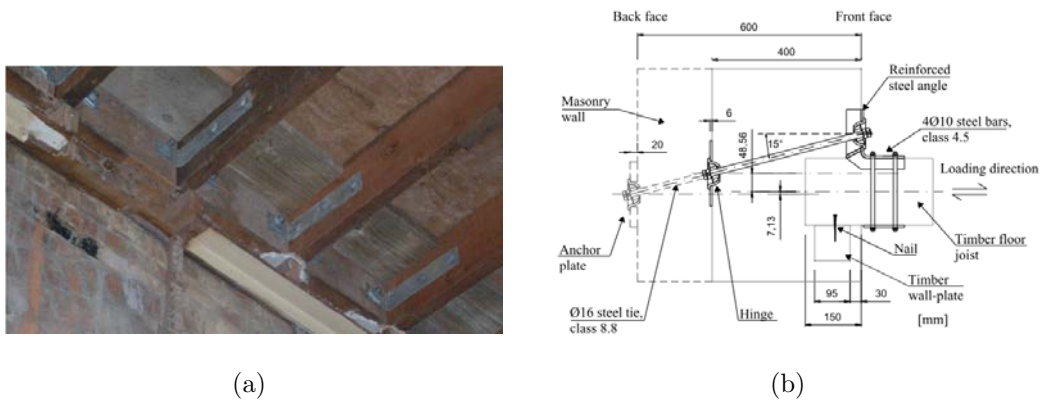 Back face
Front face
600
400
Reinforced
steel angle
Masonry
wall
6
4Ø10 steel bars,
class 4.5
20
48,56
15°
Loading direction
7,13
Anchor
plate
Nail
Timber floor
joist
Timber
wall-plate
95
30
Ø16 steel tie,
class 8.8
Hinge
150
[mm]
(a)
(b)